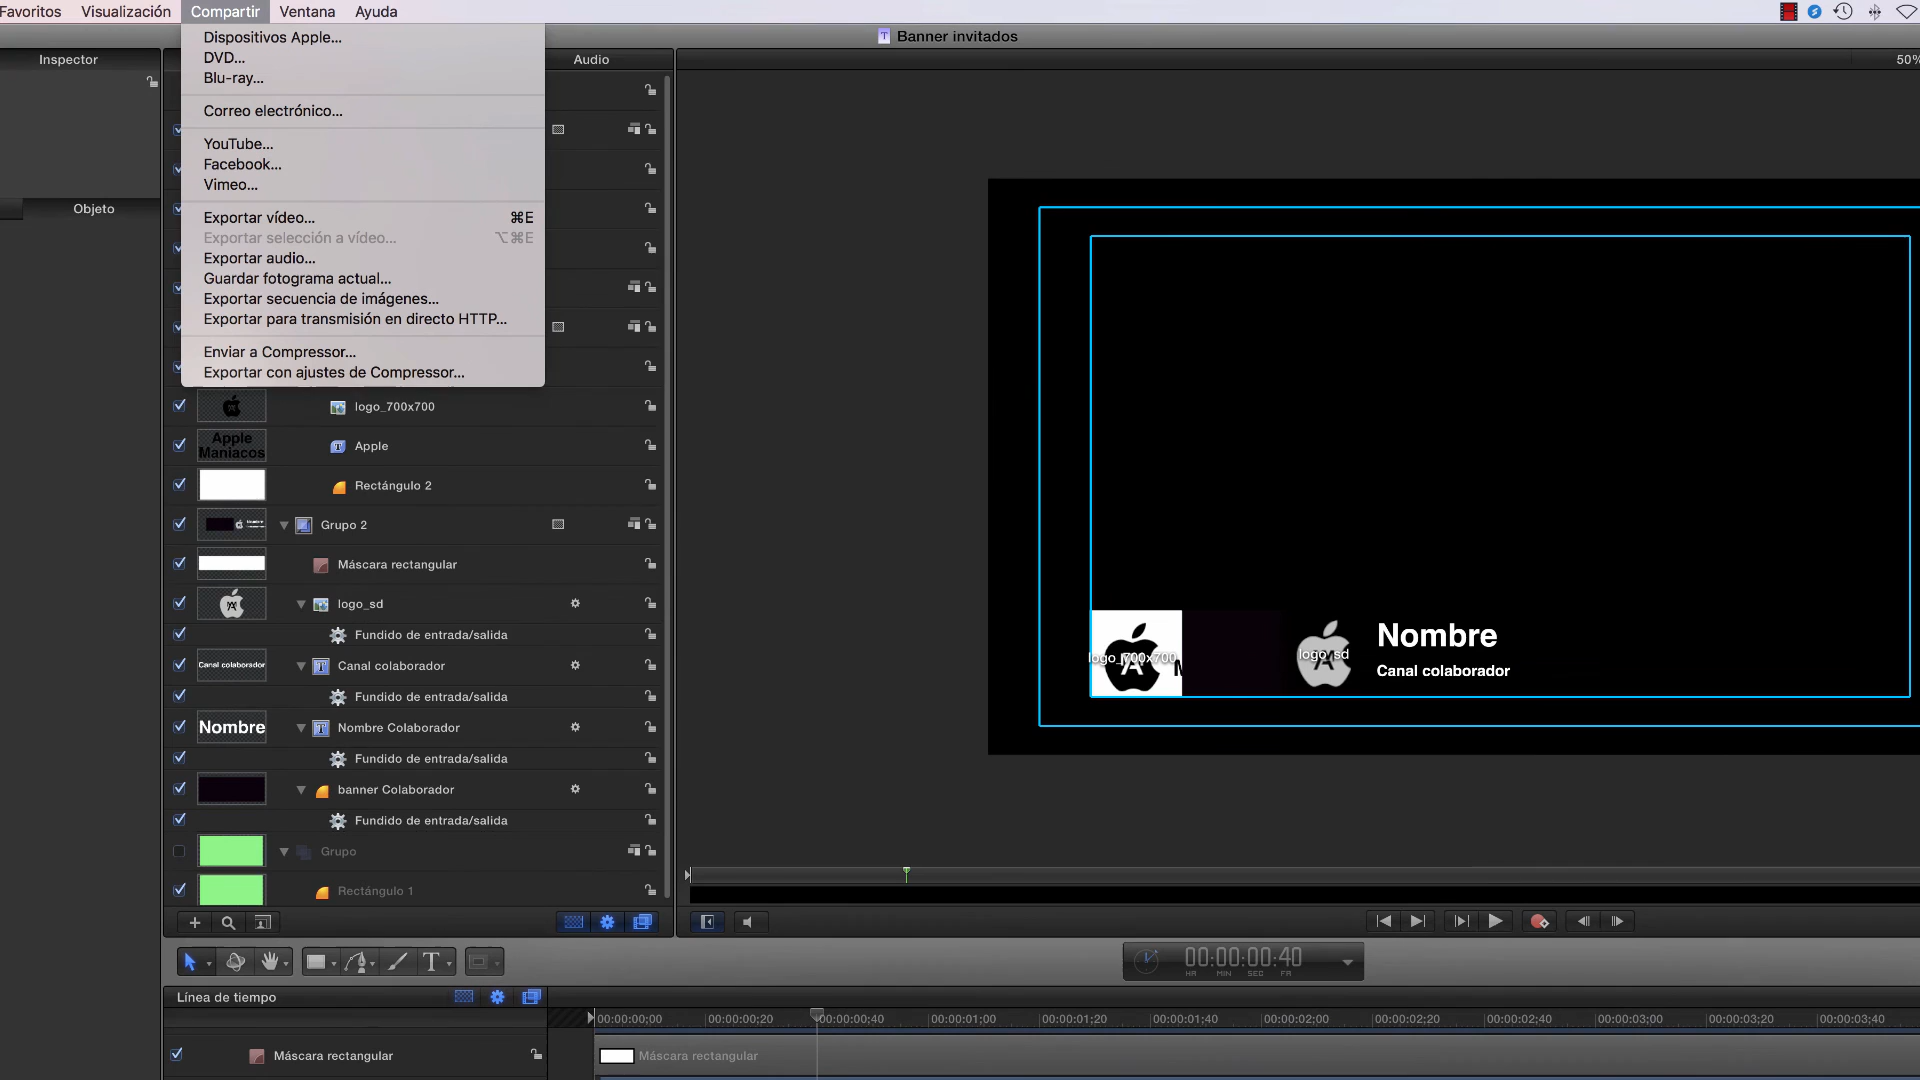 Favoritos Visualización Compartir Ventana Ayuda
Banner invitados
Inspector
Audio
50%
Objeto
Dispositivos Apple...
DVD...
Blu-ray...
Correo electrónico...
YouTube...
Facebook...
Vimeo...
Exportar vídeo... ⌘E
Exportar selección a vídeo... ⌥⌘E
Exportar audio...
Guardar fotograma actual...
Exportar secuencia de imágenes...
Exportar para transmisión en directo HTTP...
Enviar a Compressor...
Exportar con ajustes de Compressor...
logo_700x700
Apple
Maniacos
Apple
Rectángulo 2
Grupo 2
Máscara rectangular
logo_sd
Fundido de entrada/salida
Canal colaborador
Canal colaborador
Fundido de entrada/salida
Nombre
Nombre Colaborador
Fundido de entrada/salida
banner Colaborador
Fundido de entrada/salida
Grupo
Rectángulo 1
logo_700x700
logo_sd
Nombre
Canal colaborador
T
00:00:00:40
HR MIN SEC FR
Línea de tiempo
00:00:00;00 00:00:00;20 00:00:00;40 00:00:01;00 00:00:01;20 00:00:01;40 00:00:02;00 00:00:02;20 00:00:02;40 00:00:03;00 00:00:03;20 00:00:03;40
Máscara rectangular
Máscara rectangular